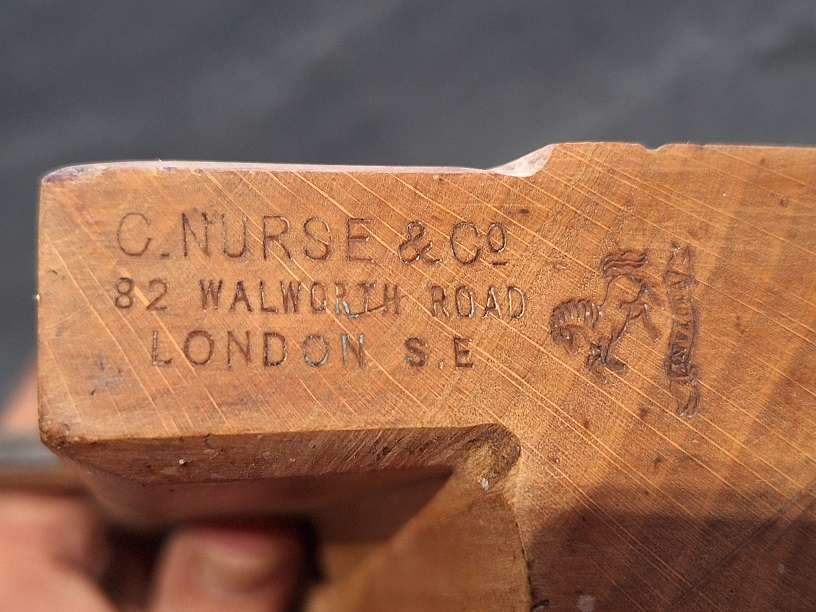 C. NURSE & Co
82 WALWORTH ROAD
LONDON S.E